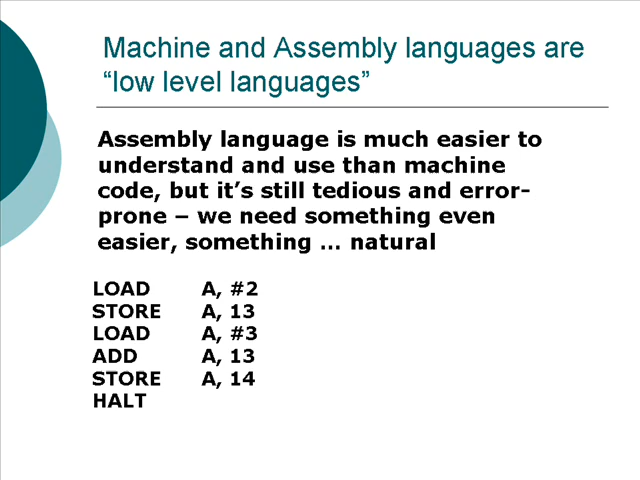 Machine and Assembly languages are
“low level languages”
Assembly language is much easier to
understand and use than machine
code, but it’s still tedious and error-
prone – we need something even
easier, something … natural
LOAD A, #2
STORE A, 13
LOAD A, #3
ADD A, 13
STORE A, 14
HALT